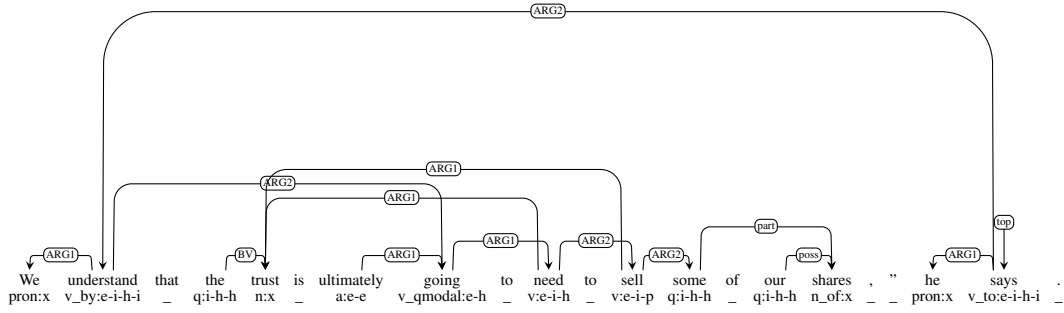 ARG2
ARG1
ARG2
ARG1
top
part
ARG1 BV ARG1 ARG1 ARG2 ARG2 poss ARG1
We understand that the trust is ultimately going to need to sell some of our shares , ” he says .
pron:x v_by:e-i-h-i _ q:i-h-h n:x _ a:e-e v_qmodal:e-h _ v:e-i-h _ v:e-i-p q:i-h-h _ q:i-h-h n_of:x _ _ pron:x v_to:e-i-h-i _